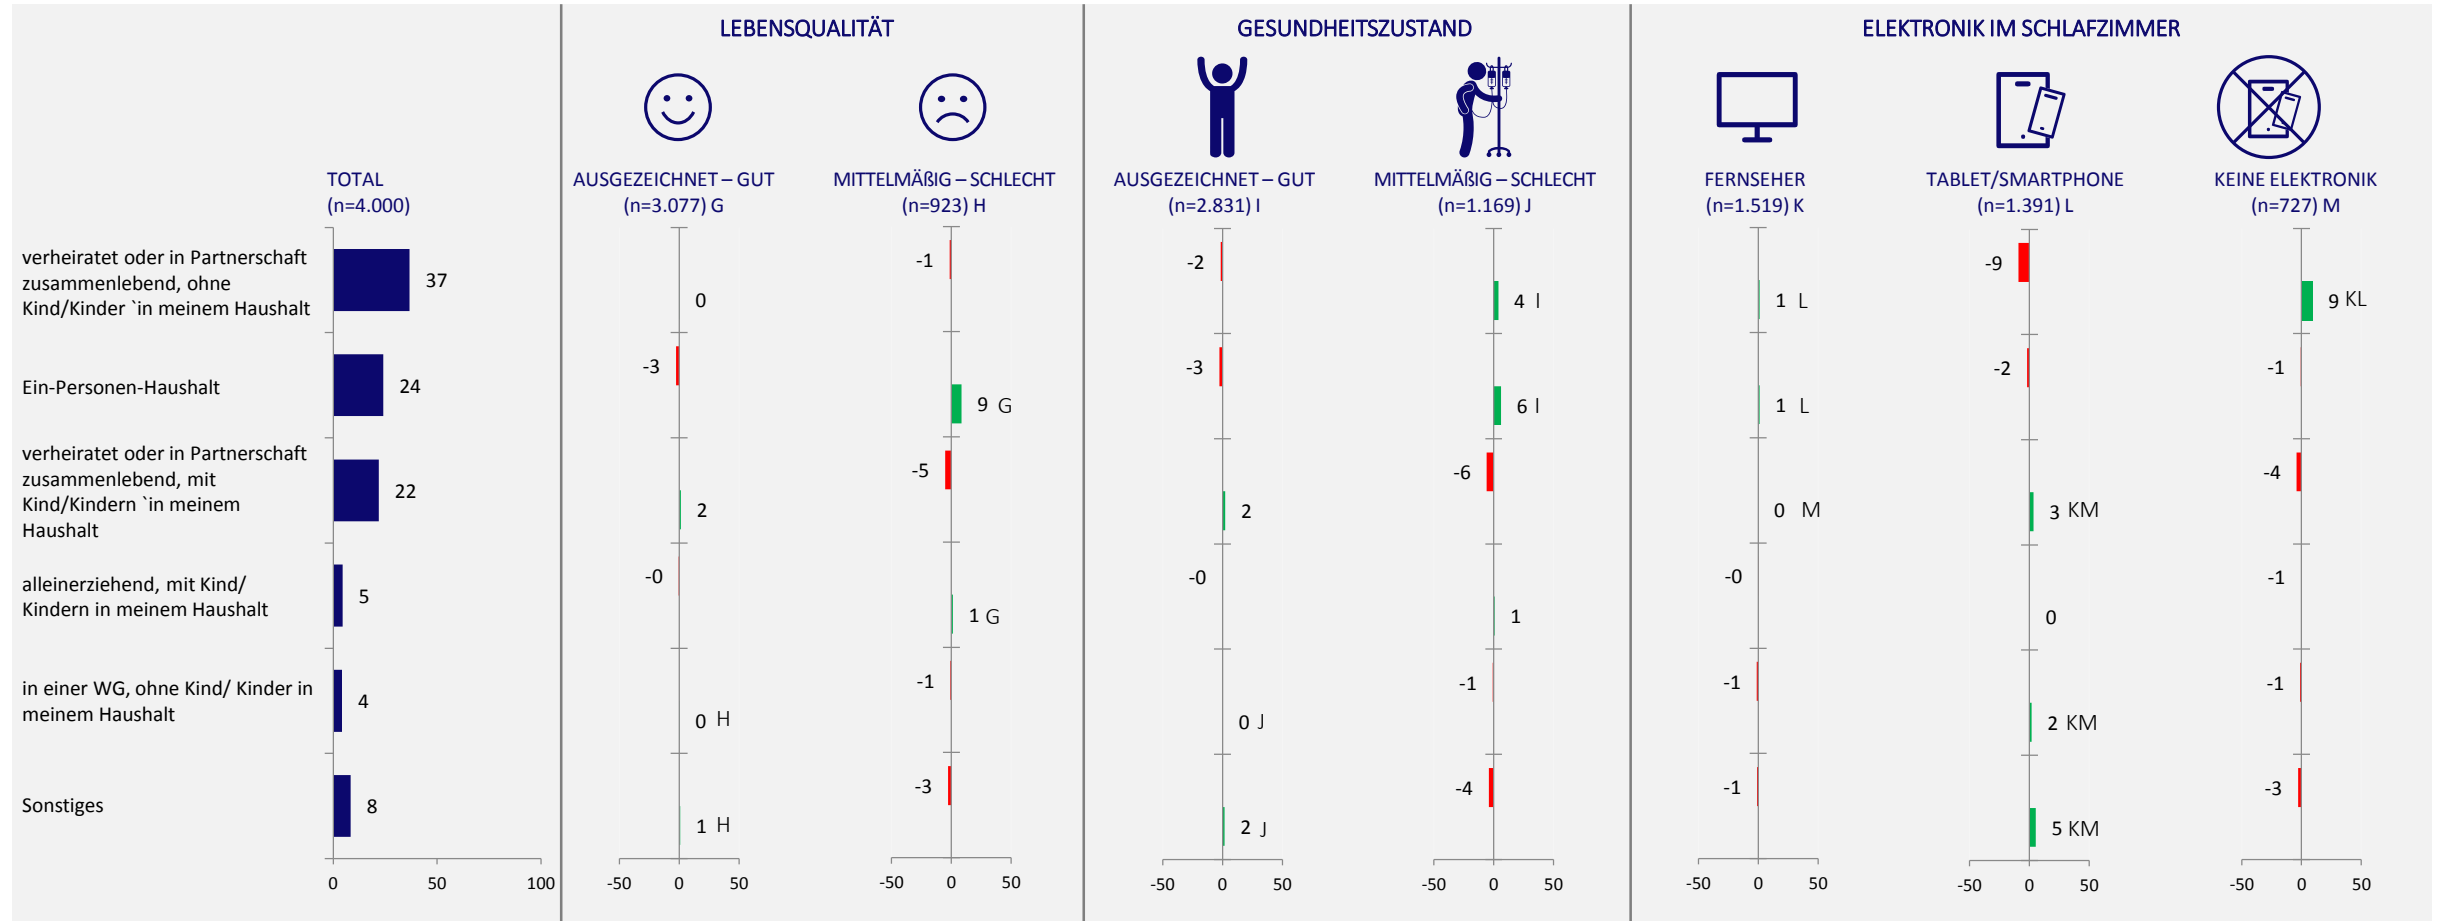 LEBENSQUALITÄT
GESUNDHEITSZUSTAND
ELEKTRONIK IM SCHLAFZIMMER
TOTAL
(n=4.000)
AUSGEZEICHNET – GUT
(n=3.077) G
MITTELMÄßIG – SCHLECHT
(n=923) H
AUSGEZEICHNET – GUT
(n=2.831) I
MITTELMÄßIG – SCHLECHT
(n=1.169) J
FERNSEHER
(n=1.519) K
TABLET/SMARTPHONE
(n=1.391) L
KEINE ELEKTRONIK
(n=727) M
verheiratet oder in Partnerschaft
zusammenlebend, ohne
Kind/Kinder `in meinem Haushalt
37
0
-1
-2
4 I
1 L
-9
9 KL
Ein-Personen-Haushalt
24
-3
9 G
-3
6 I
1 L
-2
-1
verheiratet oder in Partnerschaft
zusammenlebend, mit
Kind/Kindern `in meinem
Haushalt
22
2
-5
2
-6
0 M
3 KM
-4
alleinerziehend, mit Kind/
Kindern in meinem Haushalt
5
-0
1 G
-0
1
-0
0
-1
in einer WG, ohne Kind/ Kinder in
meinem Haushalt
4
0 H
-1
0 J
-1
-1
2 KM
-1
Sonstiges
8
1 H
-3
2 J
-4
-1
5 KM
-3
0 50 100
-50 0 50
-50 0 50
-50 0 50
-50 0 50
-50 0 50
-50 0 50
-50 0 50